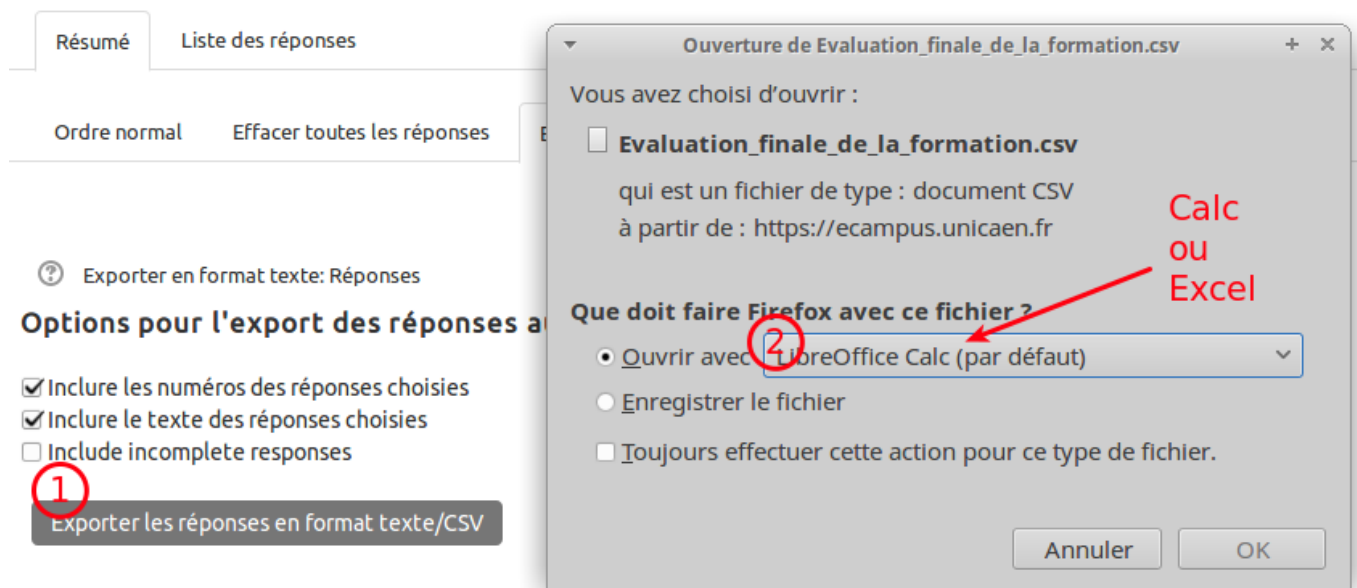 Résumé
Liste des réponses
Ordre normal
Effacer toutes les réponses
E
Exporter en format texte: Réponses
Options pour l'export des réponses a
Inclure les numéros des réponses choisies
Inclure le texte des réponses choisies
Include incomplete responses
1
Exporter les réponses en format texte/CSV
Ouverture de Evaluation_finale_de_la_formation.csv
Vous avez choisi d'ouvrir :
Evaluation_finale_de_la_formation.csv
qui est un fichier de type : document CSV
à partir de : https://ecampus.unicaen.fr
Calc
ou
Excel
Que doit faire Firefox avec ce fichier ?
2
Ouvrir avec LibreOffice Calc (par défaut)
Enregistrer le fichier
Toujours effectuer cette action pour ce type de fichier.
Annuler
OK